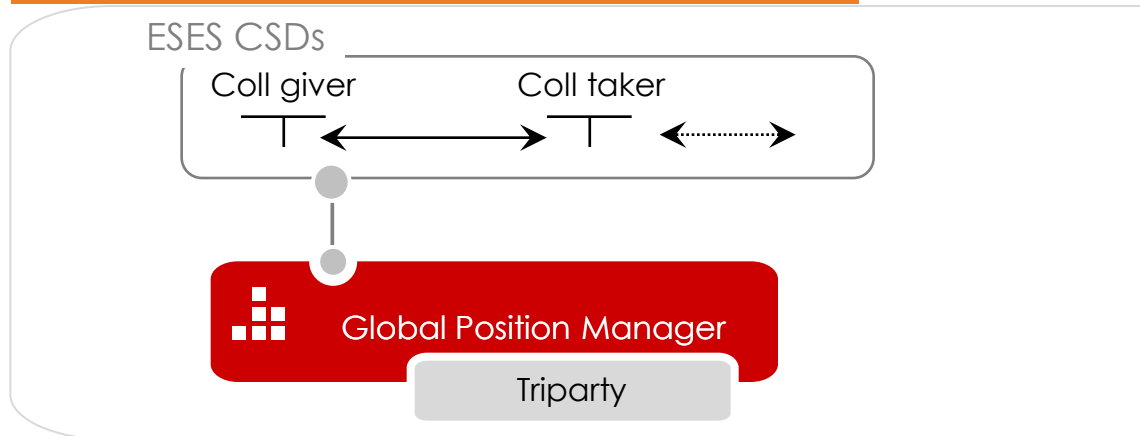 ESES CSDs
Coll giver
Coll taker
Global Position Manager
Triparty